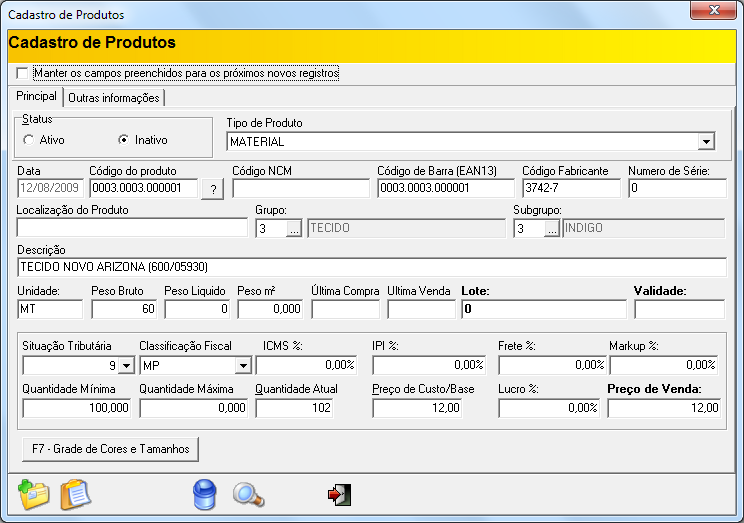 Cadastro de Produtos
Cadastro de Produtos
Manter os campos preenchidos para os próximos novos registros
Principal Outras informações
Status
Ativo Inativo
Tipo de Produto
MATERIAL
Data Código do produto Código NCM Código de Barra (EAN13) Código Fabricante Numero de Série:
12/08/2009 0003.0003.000001 ? 0003.0003.000001 3742-7 0
Localização do Produto Grupo: Subgrupo:
3 ... TECIDO 3 ... INDIGO
Descrição
TECIDO NOVO ARIZONA (600/05930)
Unidade: Peso Bruto Peso Liquido Peso m² Última Compra Ultima Venda Lote: Validade:
MT 60 0 0,000 0
Situação Tributária Classificação Fiscal ICMS %: IPI %: Frete %: Markup %:
9 MP 0,00% 0,00% 0,00% 0,00%
Quantidade Mínima Quantidade Máxima Quantidade Atual Preço de Custo/Base Lucro %: Preço de Venda:
100,000 0,000 102 12,00 0,00% 12,00
F7 - Grade de Cores e Tamanhos